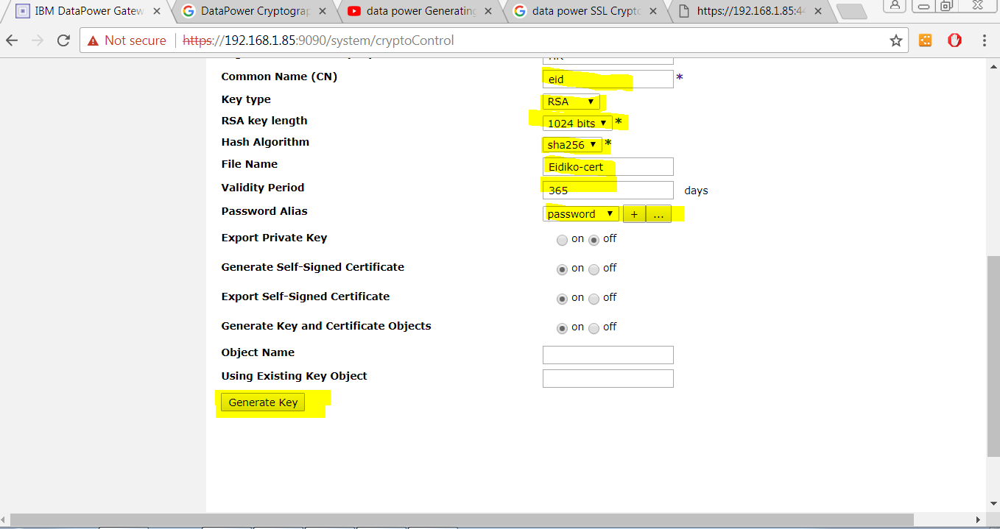 IBM DataPower Gatew
DataPower Cryptograp
data power Generating
data power SSL Crypto
https://192.168.1.85:44
Not secure https://192.168.1.85:9090/system/cryptoControl
Common Name (CN) eid *
Key type RSA
RSA key length 1024 bits *
Hash Algorithm sha256 *
File Name Eidiko-cert
Validity Period 365 days
Password Alias password + ...
Export Private Key on off
Generate Self-Signed Certificate on off
Export Self-Signed Certificate on off
Generate Key and Certificate Objects on off
Object Name
Using Existing Key Object
Generate Key